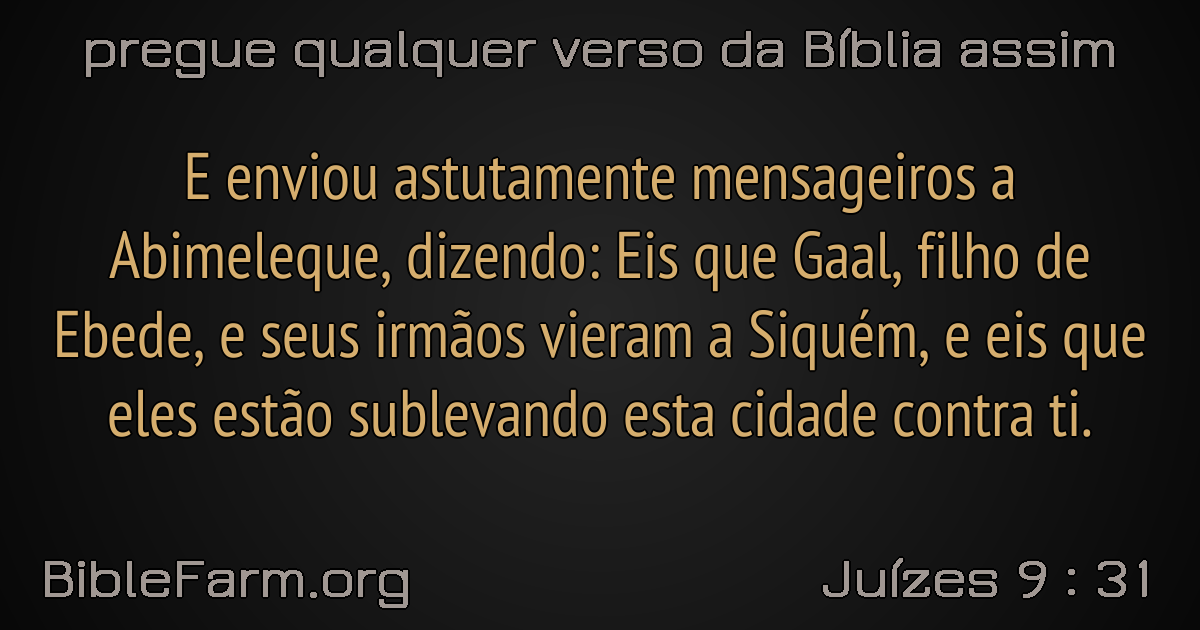 pregue qualquer verso da Bíblia assim
E enviou astutamente mensageiros a
Abimeleque, dizendo: Eis que Gaal, filho de
Ebede, e seus irmãos vieram a Siquém, e eis que
eles estão sublevando esta cidade contra ti.
BibleFarm.org
Juízes 9 : 31